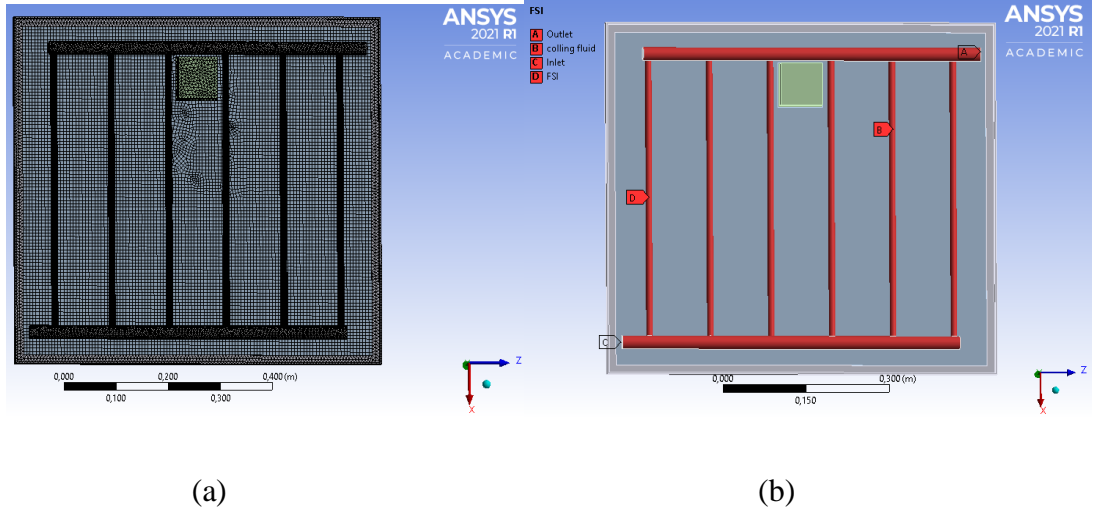 ANSYS
2021 R1
ACADEMIC
0,000
0,200
0,400 (m)
0,100
0,300
Z
X
(a)
FSI
A Outlet
B colling fluid
C Inlet
D FSI
ANSYS
2021 R1
ACADEMIC
A
B
D
C
0,000
0,300 (m)
0,150
Z
X
(b)